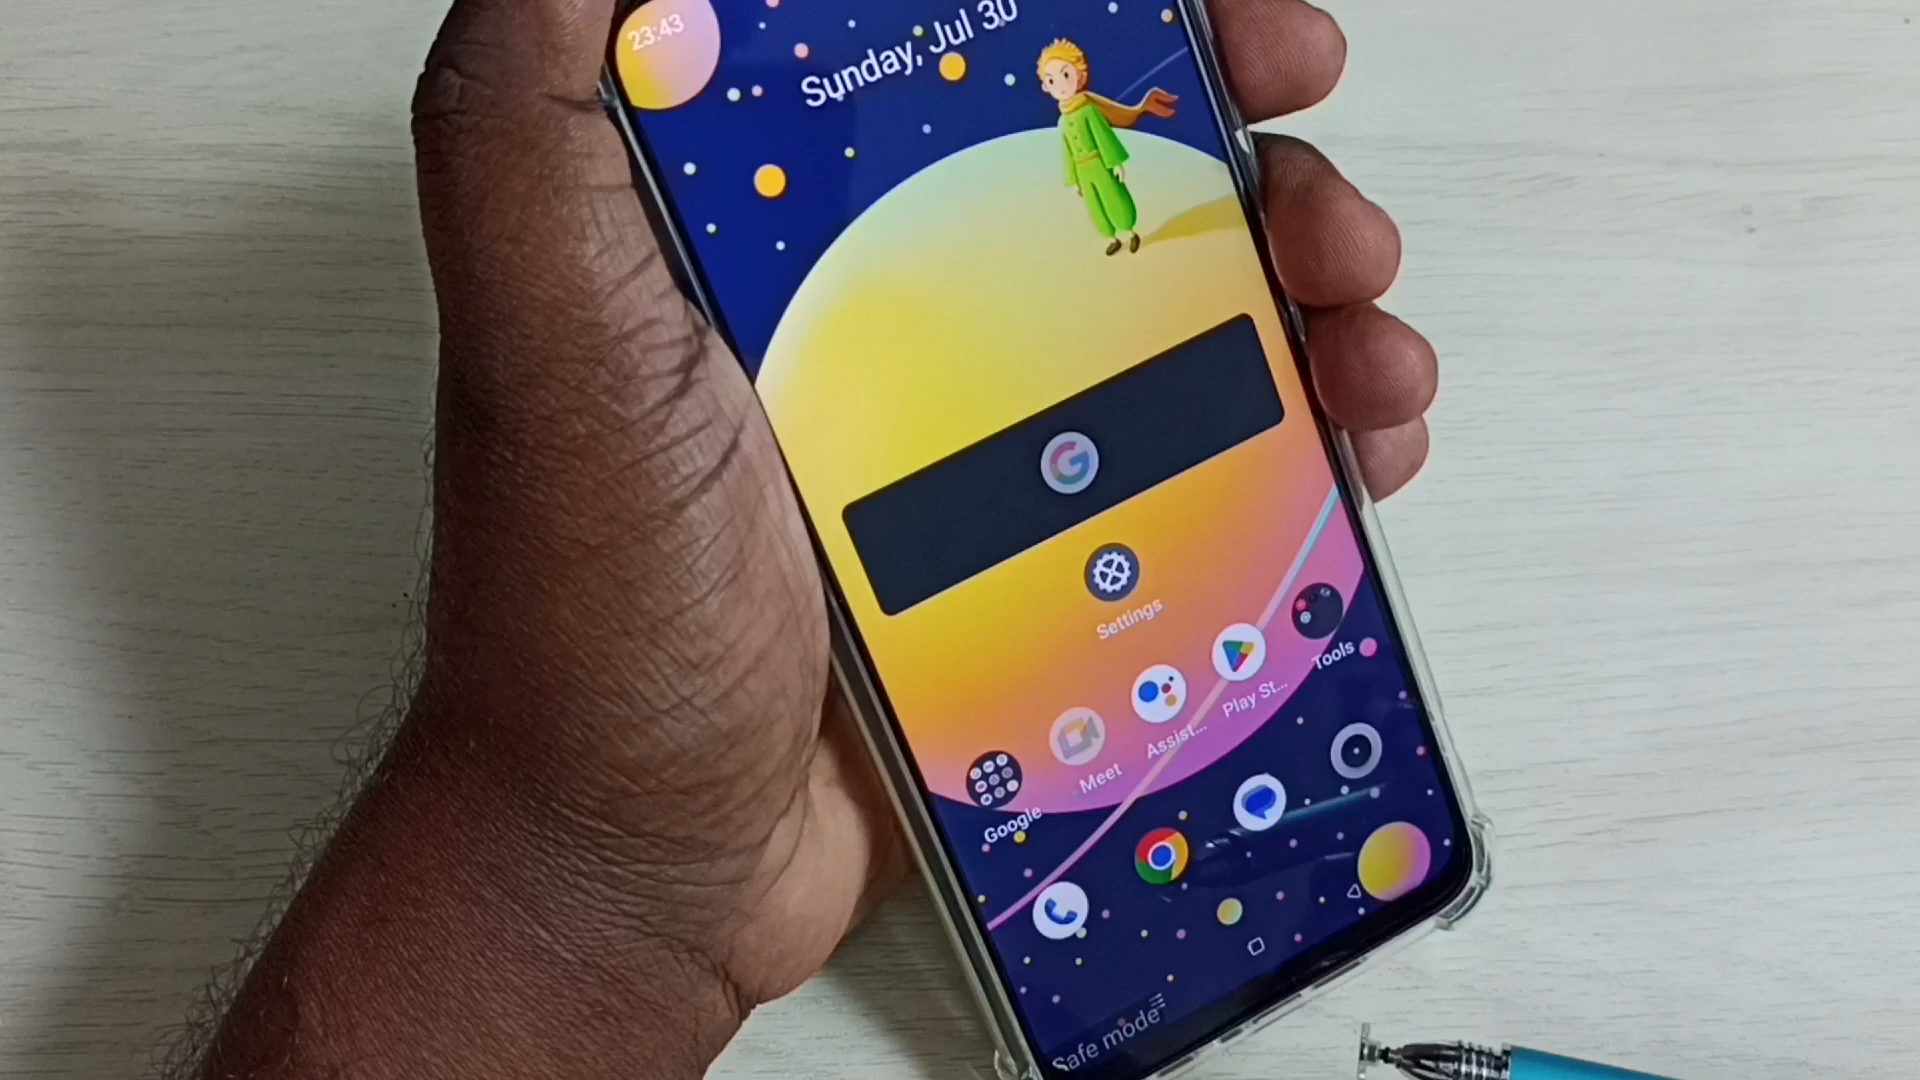 23:43
Sunday, Jul 30
Settings
Tools
Play St...
Assist...
Meet
Google
Safe mode